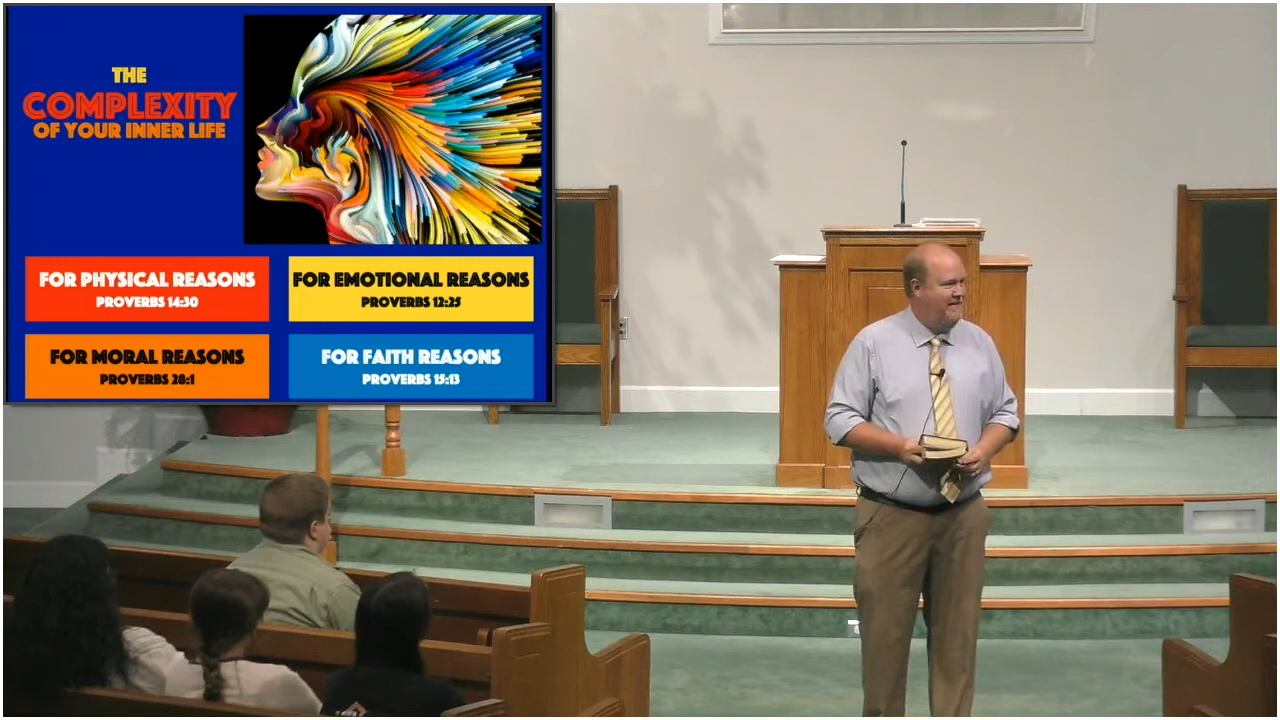 THE
COMPLEXITY
OF YOUR INNER LIFE
FOR PHYSICAL REASONS
PROVERBS 14:30
FOR EMOTIONAL REASONS
PROVERBS 12:25
FOR MORAL REASONS
PROVERBS 28:1
FOR FAITH REASONS
PROVERBS 15:13